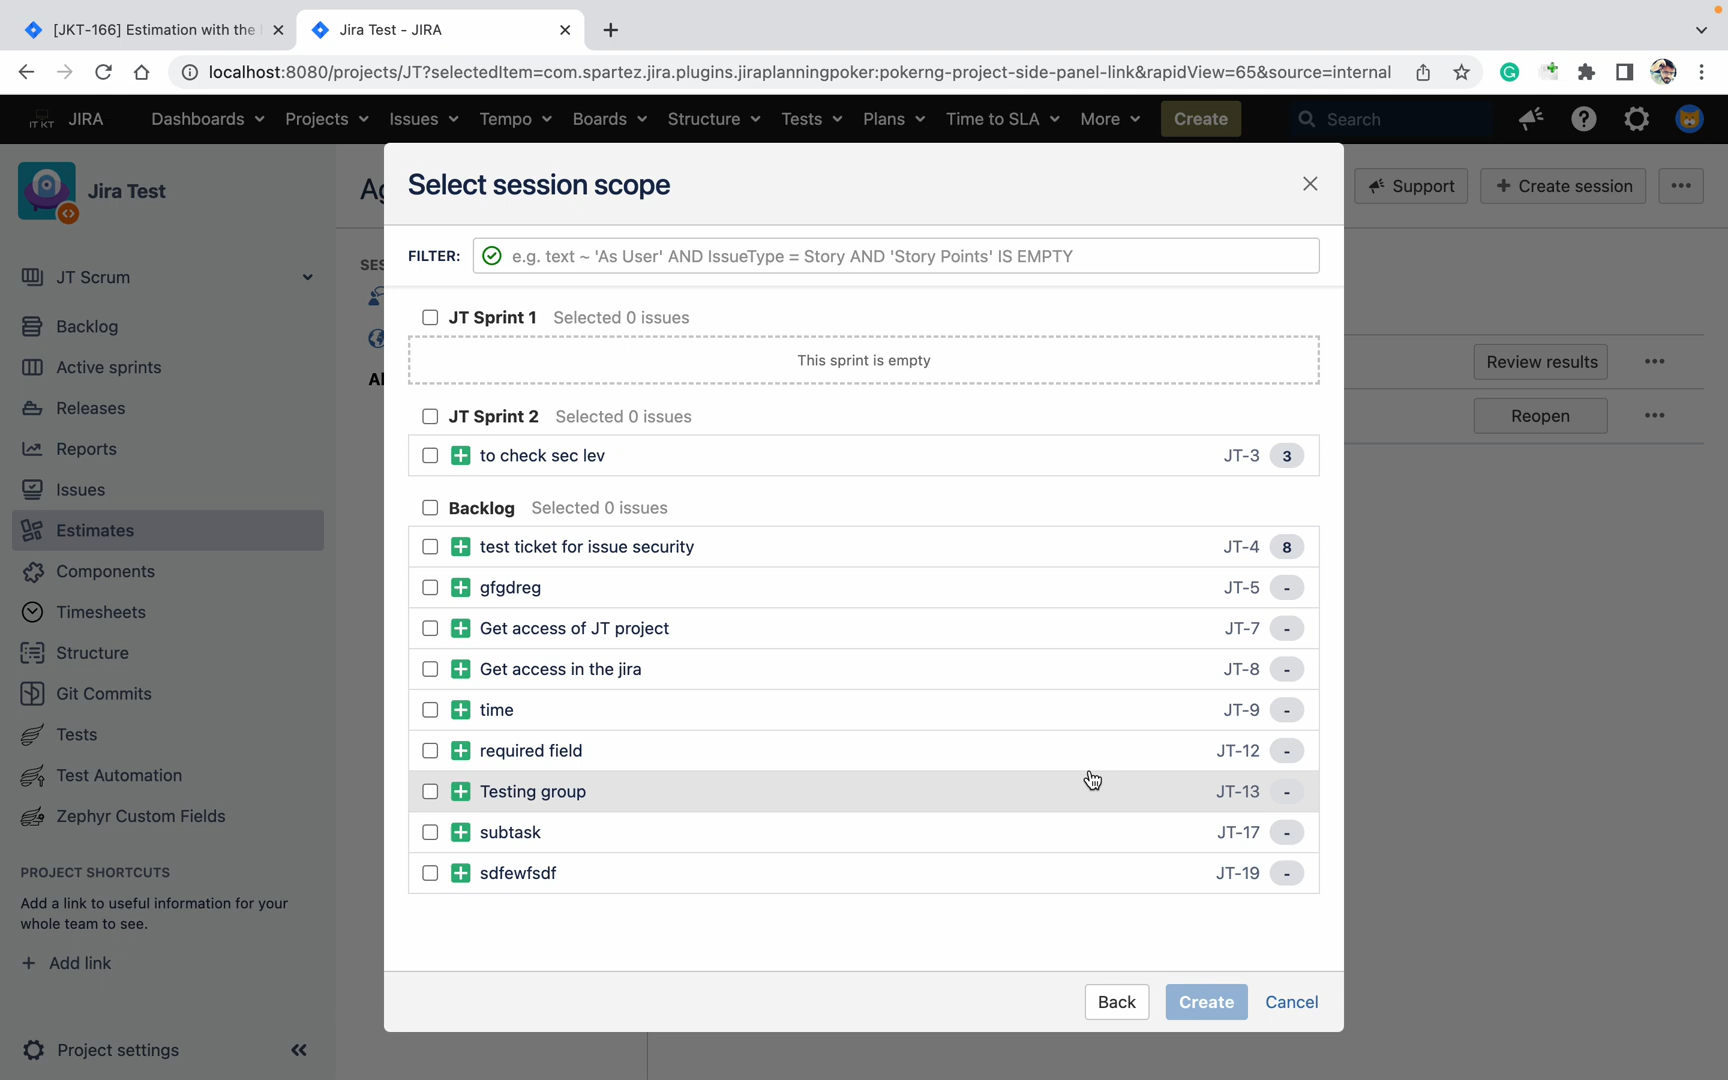 [JKT-166] Estimation with the
Jira Test - JIRA
localhost:8080/projects/JT?selectedItem=com.spartez.jira.plugins.jiraplanningpoker:pokerng-project-side-panel-link&rapidView=65&source=internal
IT KT JIRA Dashboards Projects Issues Tempo Boards Structure Tests Plans Time to SLA More Create Search
Jira Test
Ag
Support
+ Create session
JT Scrum
Backlog
Active sprints
Releases
Reports
Issues
Estimates
Components
Timesheets
Structure
Git Commits
Tests
Test Automation
Zephyr Custom Fields
PROJECT SHORTCUTS
Add a link to useful information for your
whole team to see.
+ Add link
Project settings
SES
Al
Select session scope
FILTER: e.g. text ~ 'As User' AND IssueType = Story AND 'Story Points' IS EMPTY
JT Sprint 1 Selected 0 issues
This sprint is empty
JT Sprint 2 Selected 0 issues
to check sec lev JT-3 3
Backlog Selected 0 issues
test ticket for issue security JT-4 8
gfgdreg JT-5 -
Get access of JT project JT-7 -
Get access in the jira JT-8 -
time JT-9 -
required field JT-12 -
Testing group JT-13 -
subtask JT-17 -
sdfewfsdf JT-19 -
Back Create Cancel
Review results
Reopen